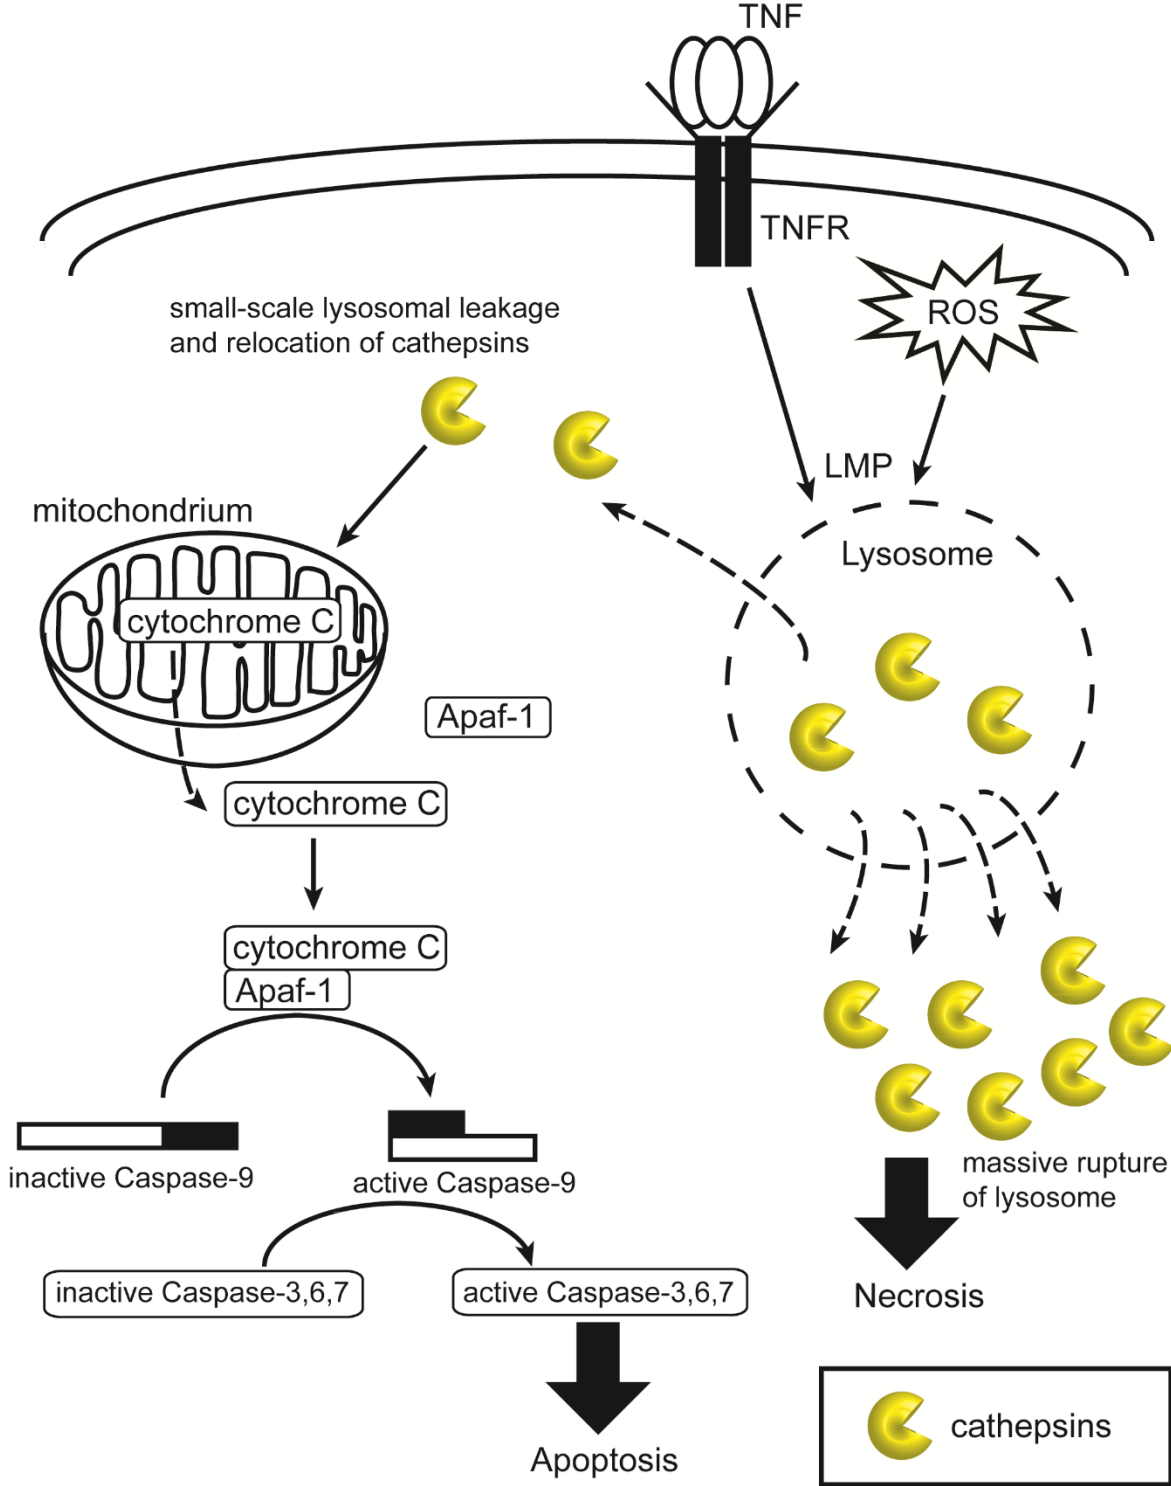 TNF
TNFR
ROS
small-scale lysosomal leakage
and relocation of cathepsins
LMP
mitochondrium
Lysosome
cytochrome C
Apaf-1
cytochrome C
cytochrome C
Apaf-1
inactive Caspase-9
active Caspase-9
massive rupture
of lysosome
inactive Caspase-3,6,7
active Caspase-3,6,7
Necrosis
Apoptosis
cathepsins